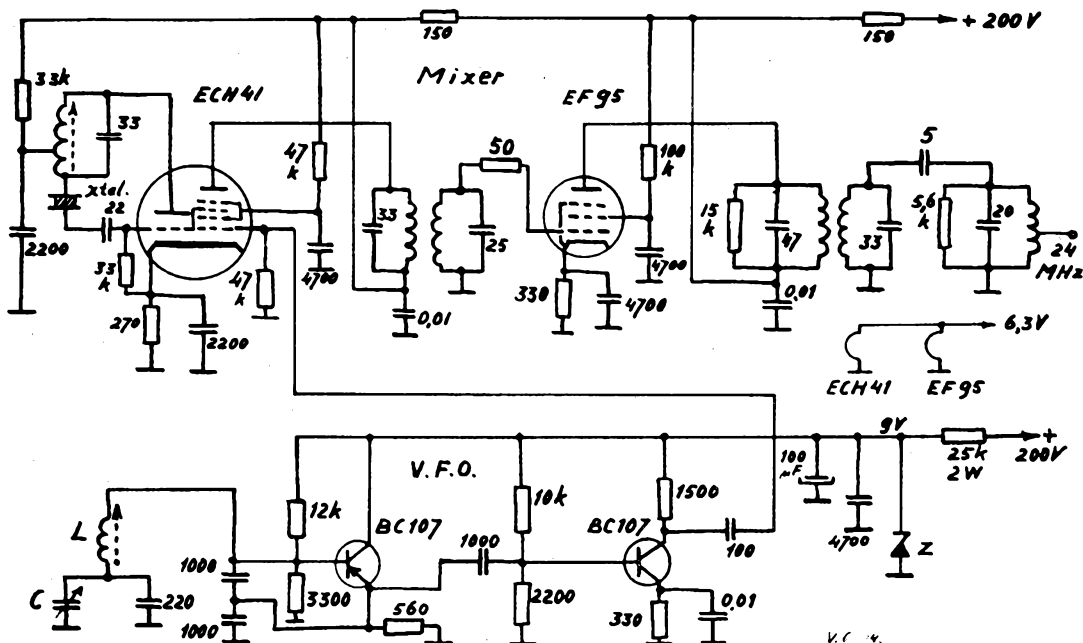 150
150
+ 200V
Mixer
33k
ECH41
EF95
33
5
47
k
50
100
k
xtal.
22
33
25
15
k
47
33
5,6
k
20
24
MHz
2200
33
k
47
k
4700
4700
330
4700
0,01
0,01
270
2200
6,3V
ECH41
EF95
9V
+
200V
25k
2W
V.F.O.
100
µF
10k
1500
12k
L
BC107
BC107
1000
100
4700
Z
1000
C
220
3300
560
2200
330
0,01
1000